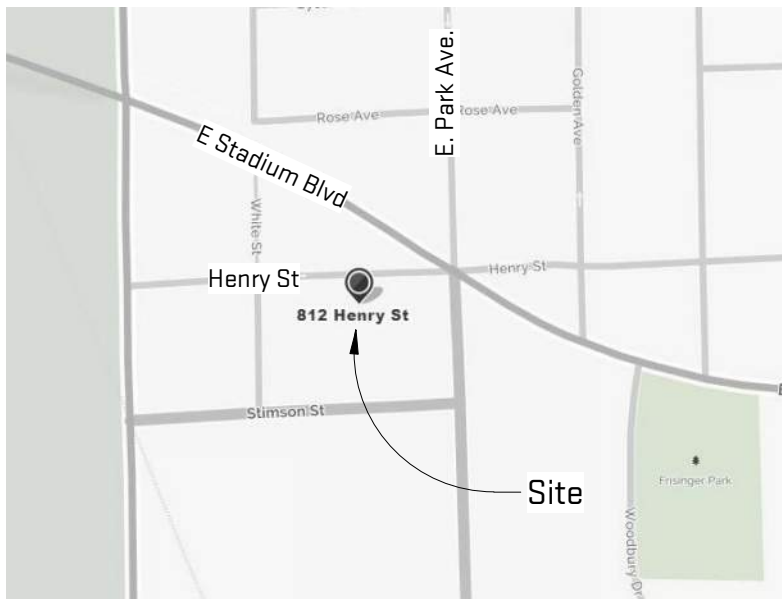 E. Park Ave.
Golden Ave
Rose Ave
Rose Ave
E Stadium Blvd
White St
Henry St
Henry St
812 Henry St
Stimson St
Site
Frisinger Park
Woodbury Dr